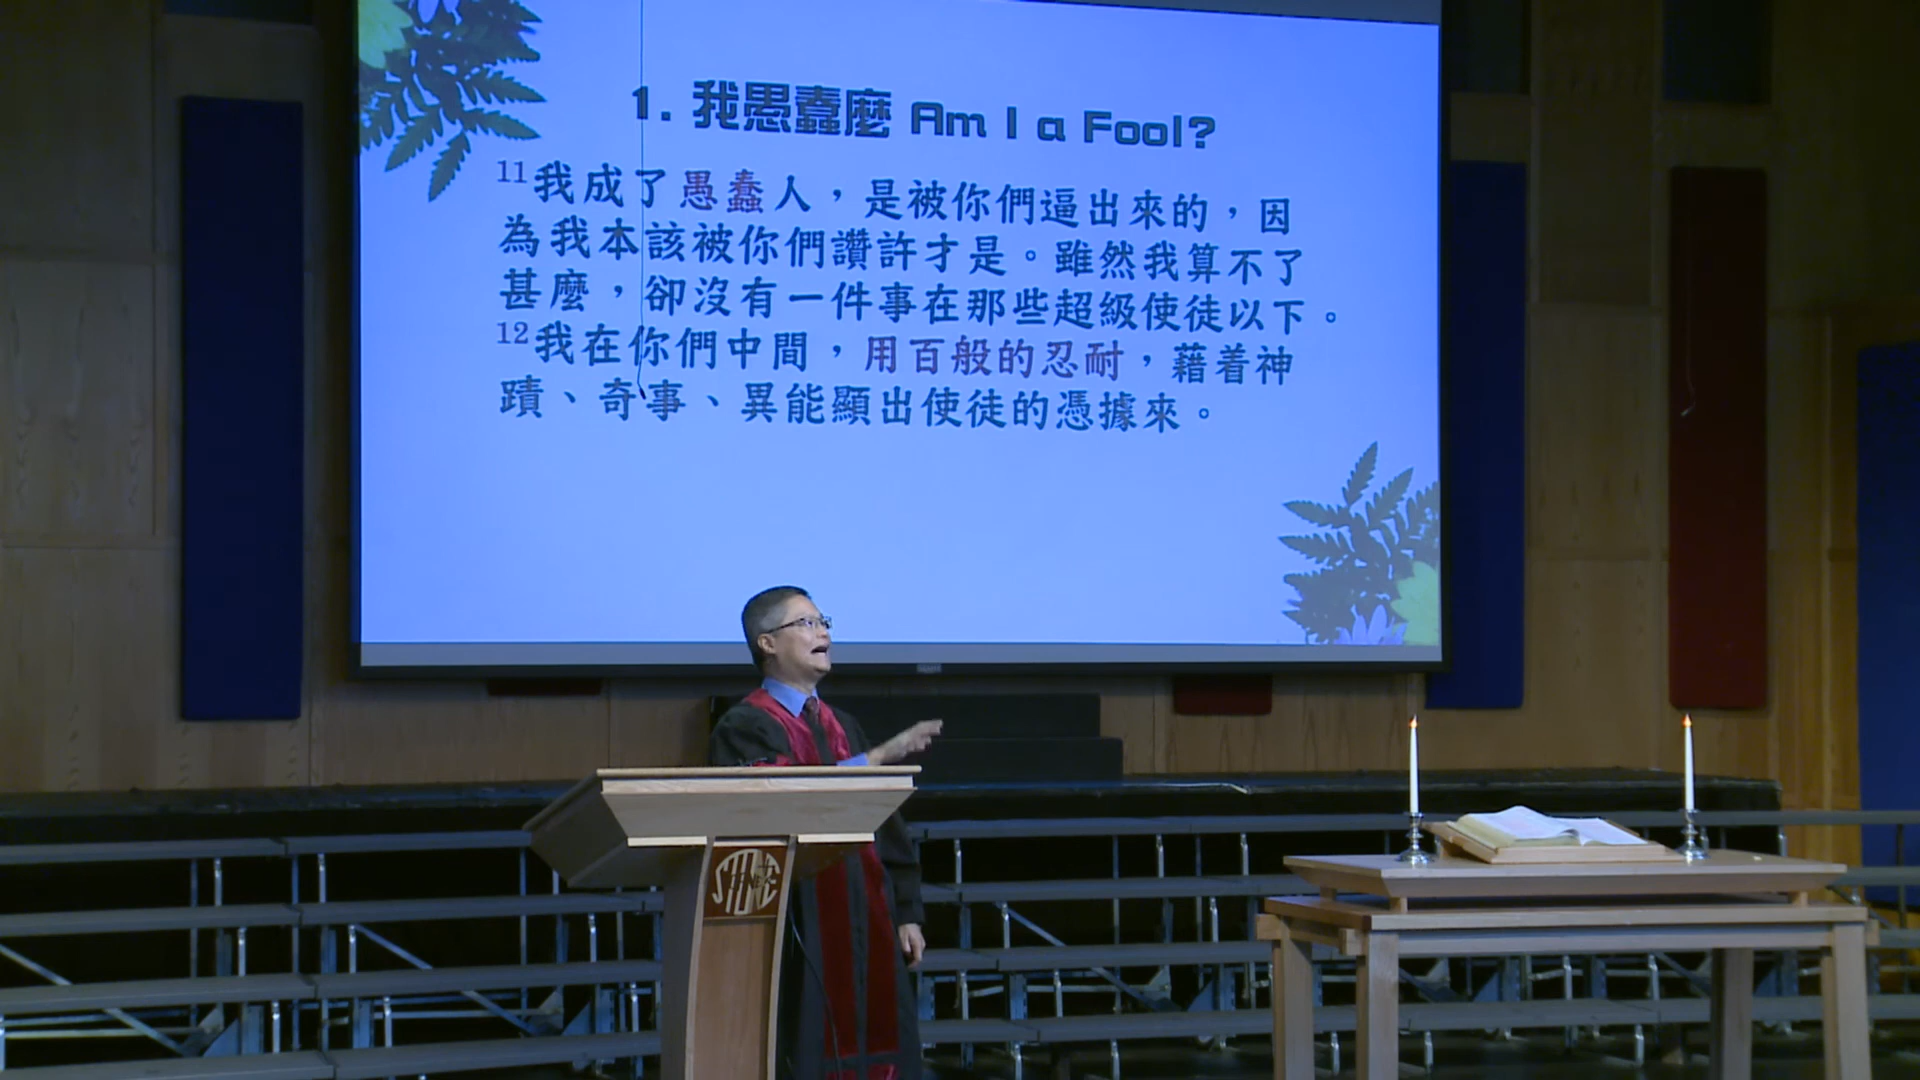 1. 我愚蠢麼 Am I a Fool?
11我成了愚蠢人，是被你們逼出來的，因
為我本該被你們讚許才是。雖然我算不了
甚麼，卻沒有一件事在那些超級使徒以下。
12我在你們中間，用百般的忍耐，藉着神
蹟、奇事、異能顯出使徒的憑據來。
STONE